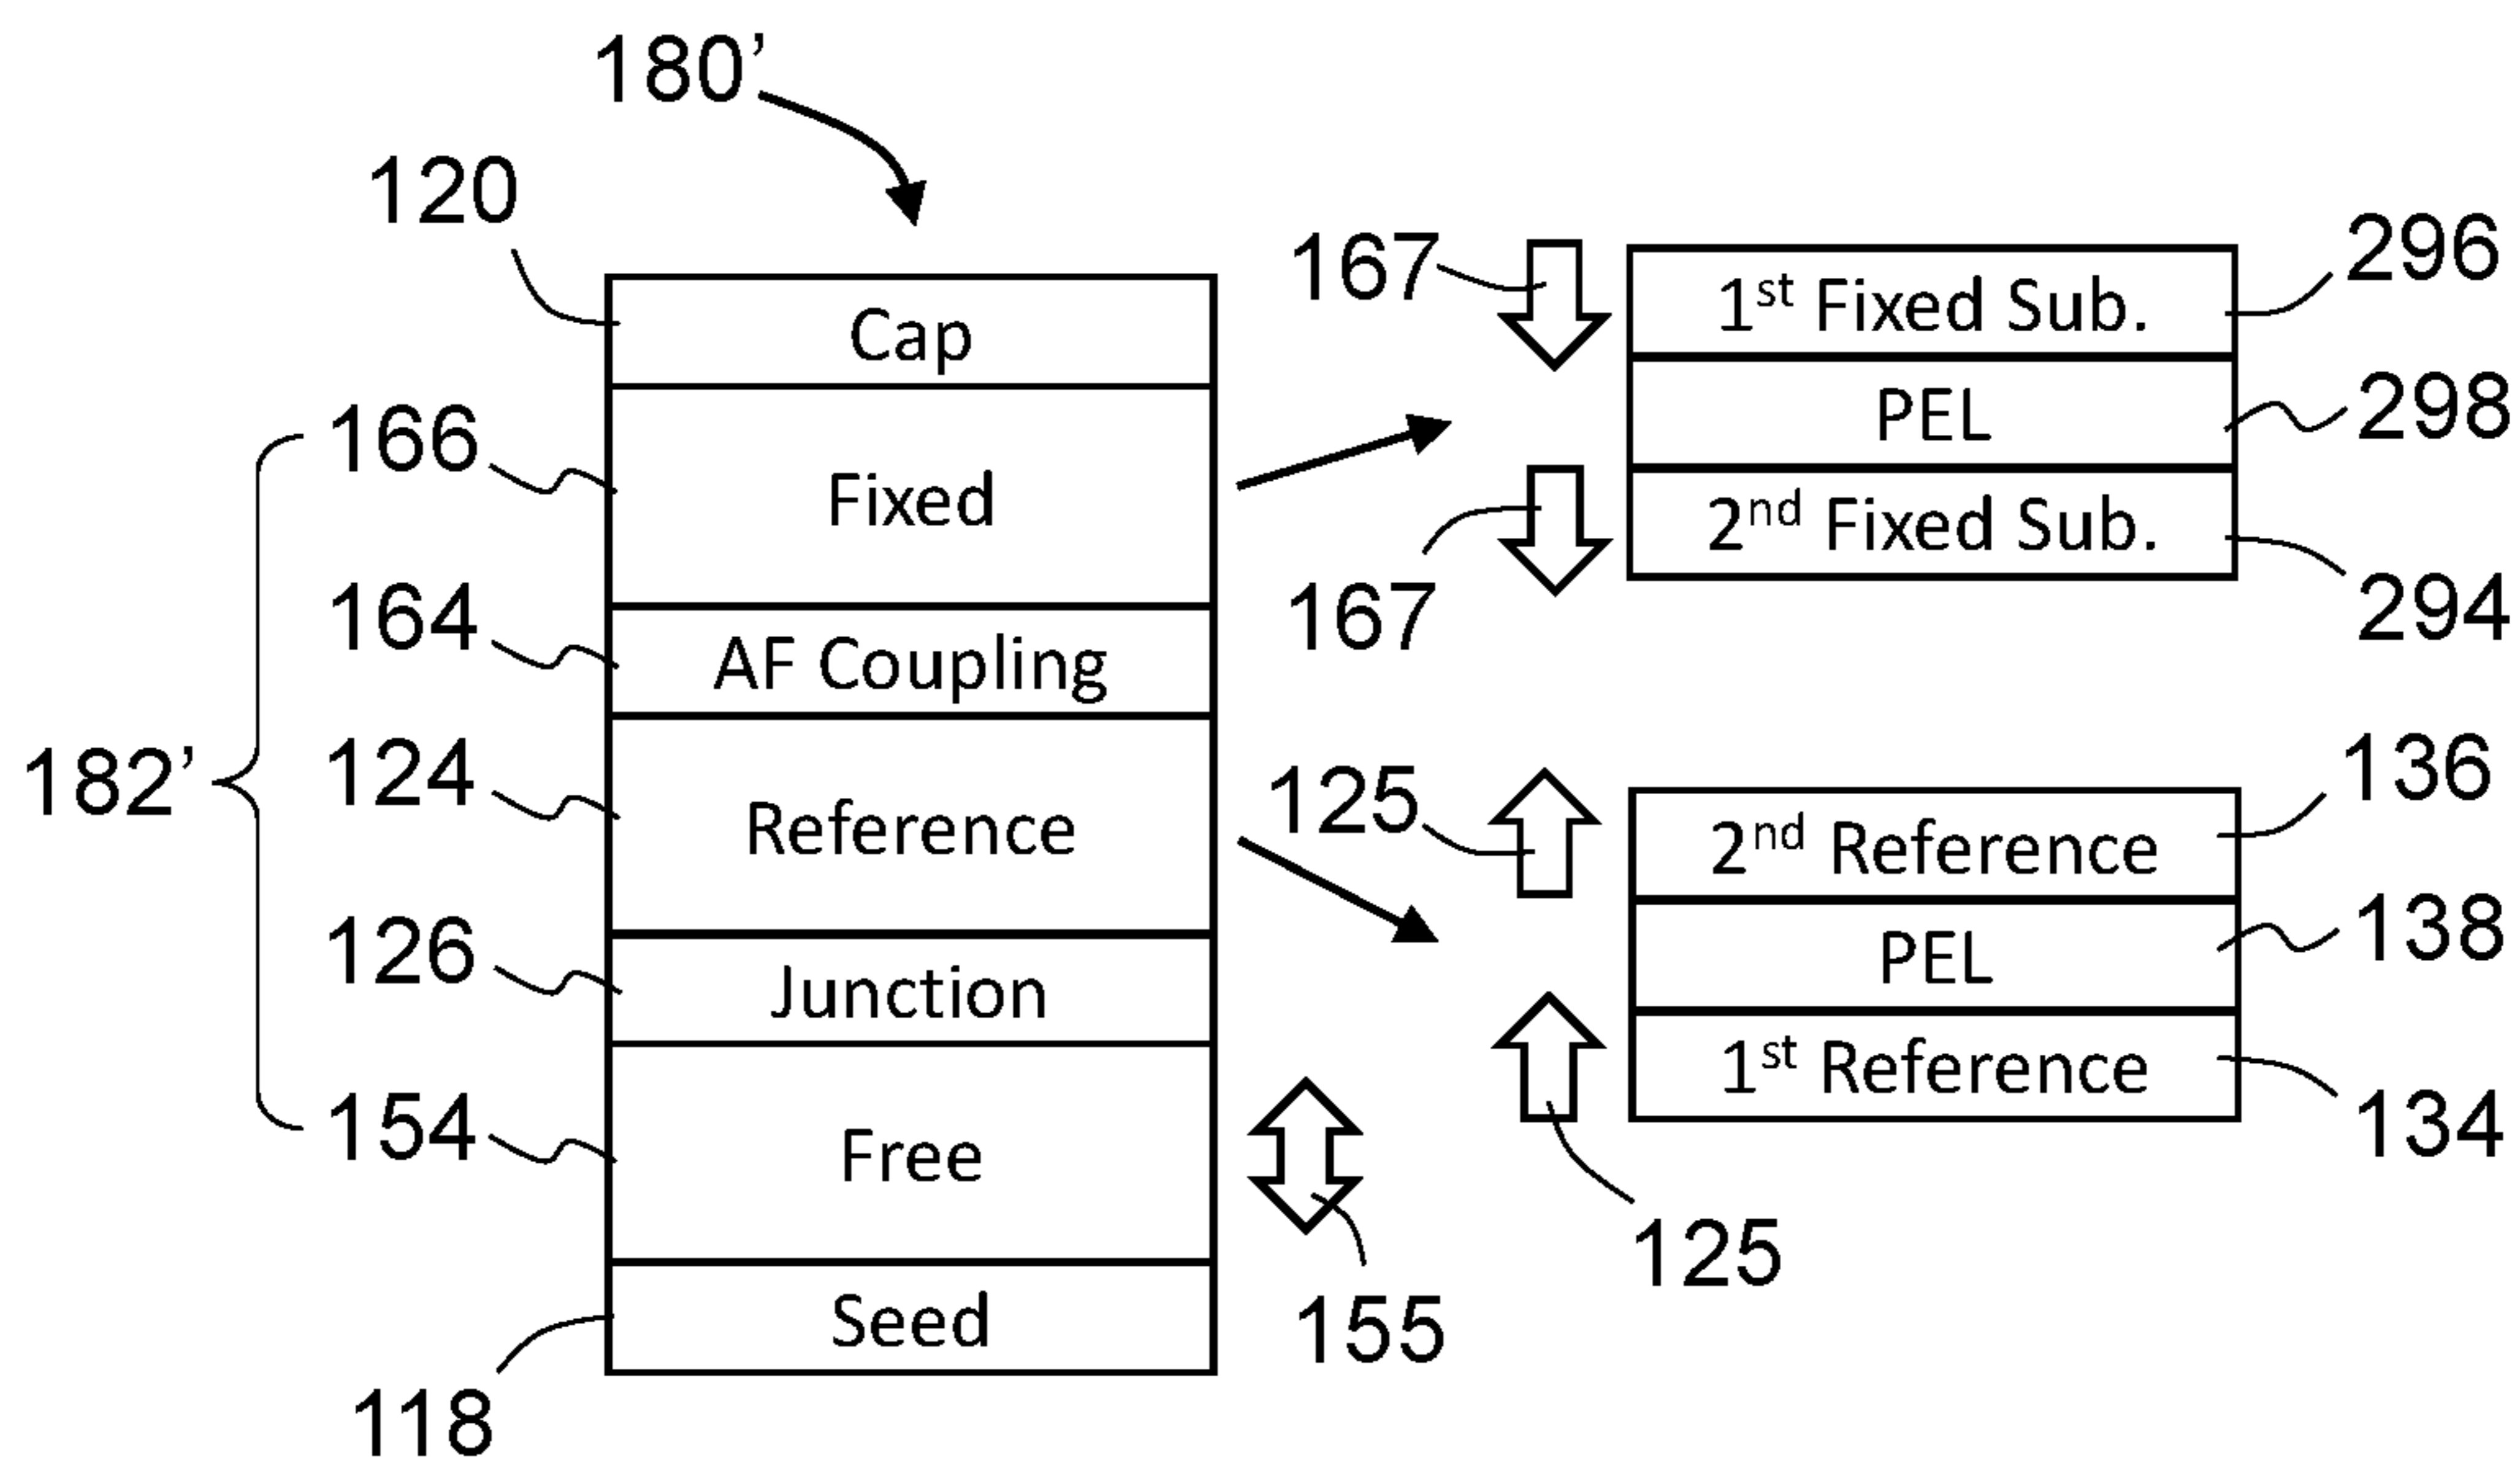 180’
120
Cap
166
Fixed
164
AF Coupling
182’
124
Reference
126
Junction
154
Free
155
Seed
118
167
1st Fixed Sub.
296
PEL
298
167
2nd Fixed Sub.
294
125
2nd Reference
136
PEL
138
1st Reference
134
125